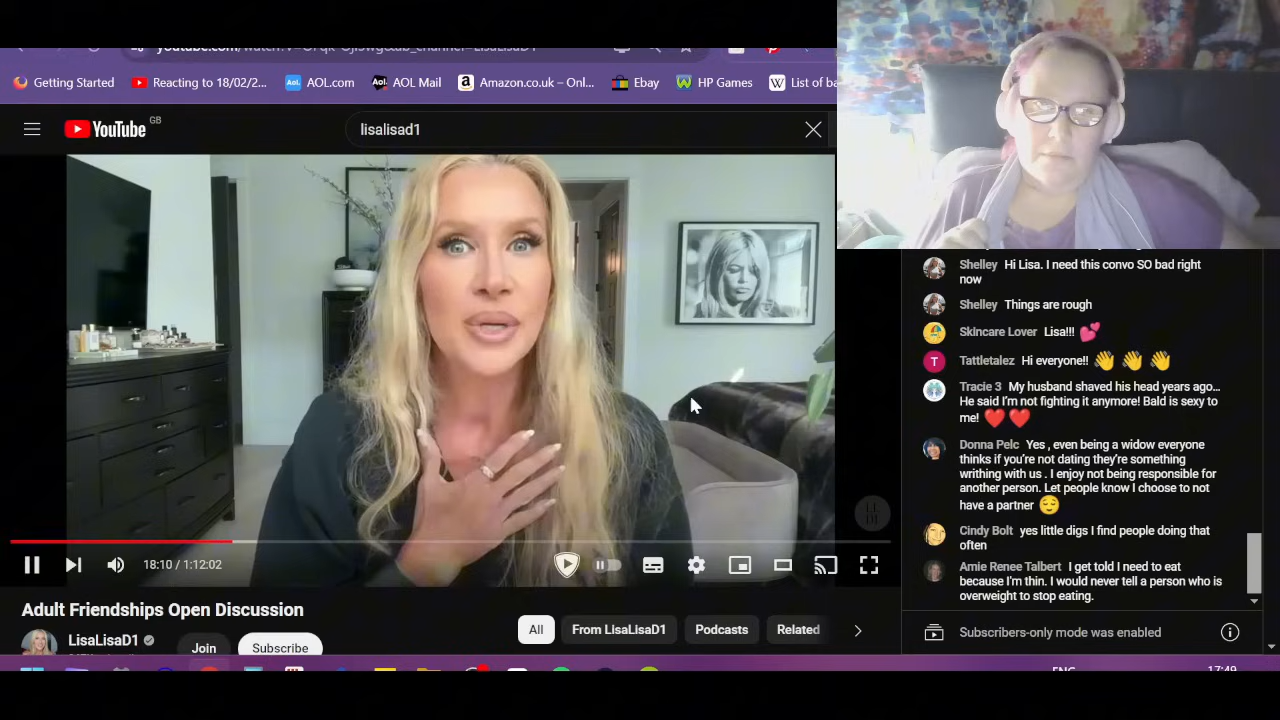 Getting Started
Reacting to 18/02/2...
AOL.com
AOL Mail
Amazon.co.uk – Onl...
Ebay
HP Games
List of ba
YouTube GB
lisalisad1
Shelley Hi Lisa. I need this convo SO bad right
now
Shelley Things are rough
Skincare Lover Lisa!!! 💕
T Tattletalez Hi everyone!! 👋 👋 👋
Tracie 3 My husband shaved his head years ago...
He said I'm not fighting it anymore! Bald is sexy to
me! ❤️ ❤️
Donna Pelc Yes , even being a widow everyone
thinks if you're not dating they're something
writhing with us . I enjoy not being responsible for
another person. Let people know I choose to not
have a partner 😌
Cindy Bolt yes little digs I find people doing that
often
Amie Renee Talbert I get told I need to eat
because I'm thin. I would never tell a person who is
overweight to stop eating.
Subscribers-only mode was enabled
18:10 / 1:12:02
Adult Friendships Open Discussion
LisaLisaD1
Join
Subscribe
All
From LisaLisaD1
Podcasts
Related